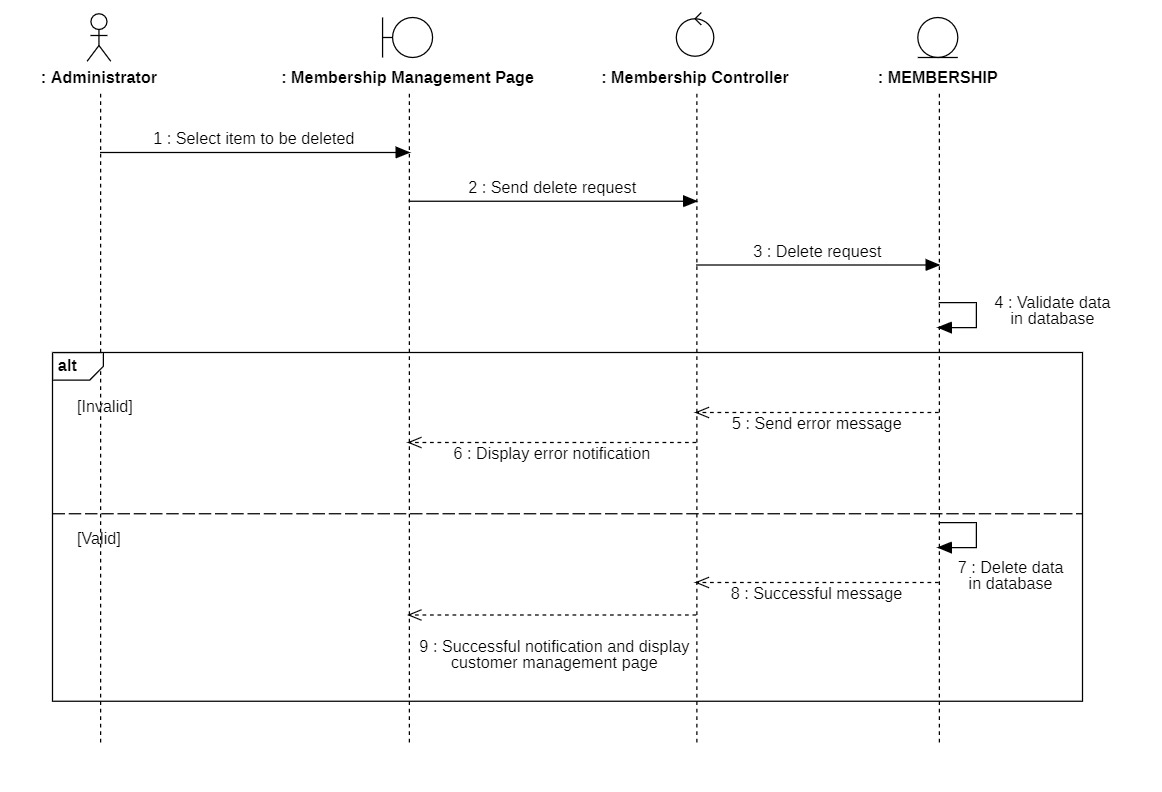 : Administrator
: Membership Management Page
: Membership Controller
: MEMBERSHIP
1 : Select item to be deleted
2 : Send delete request
3 : Delete request
4 : Validate data
in database
alt
[Invalid]
5 : Send error message
6 : Display error notification
[Valid]
7 : Delete data
in database
8 : Successful message
9 : Successful notification and display
customer management page